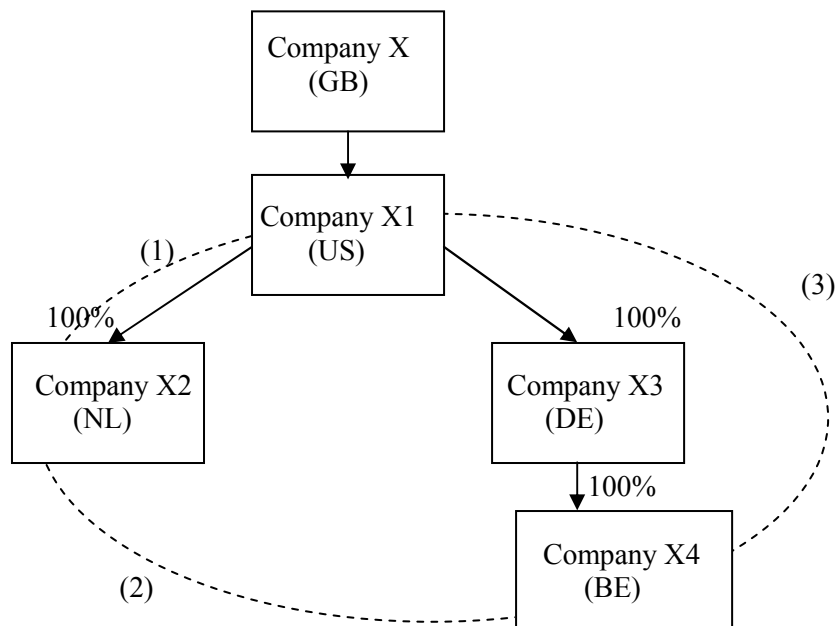 Company X
(GB)
Company X1
(US)
(1)
(3)
100%
100%
Company X2
(NL)
Company X3
(DE)
100%
Company X4
(BE)
(2)